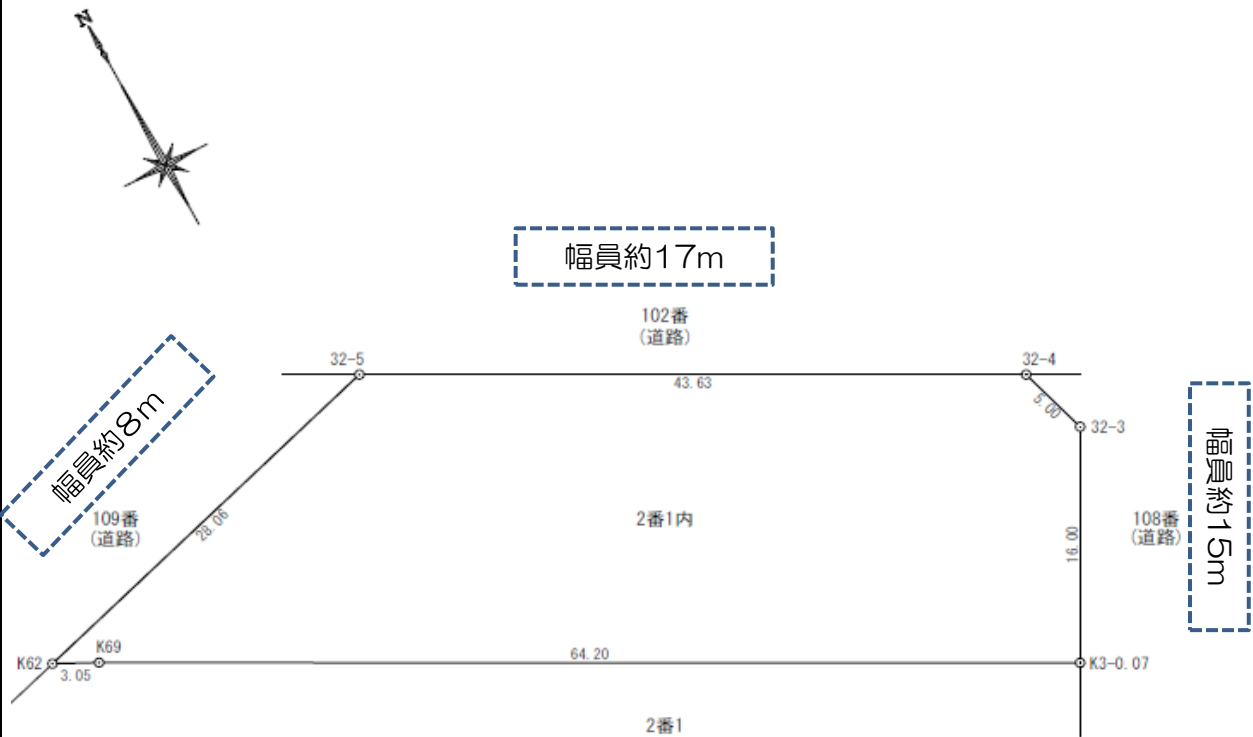 N
幅員約17m
102番
(道路)
32-5
32-4
43.63
5.00
32-3
幅員約8m
幅員約15m
109番
(道路)
28.06
2番1内
108番
(道路)
16.00
K69
K62
3.05
64.20
K3-0.07
2番1